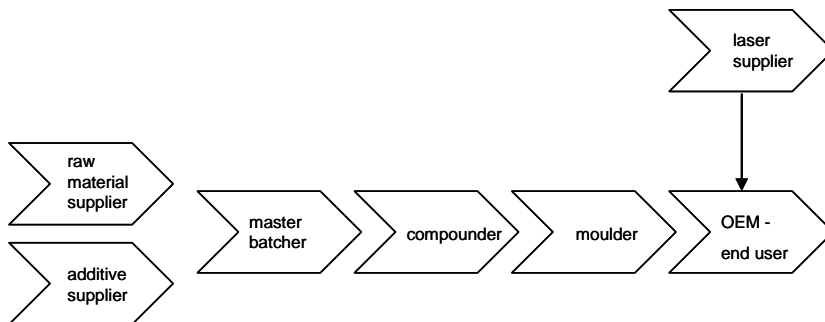 laser
supplier
raw
material
supplier
additive
supplier
master
batcher
compounder
moulder
OEM -
end user